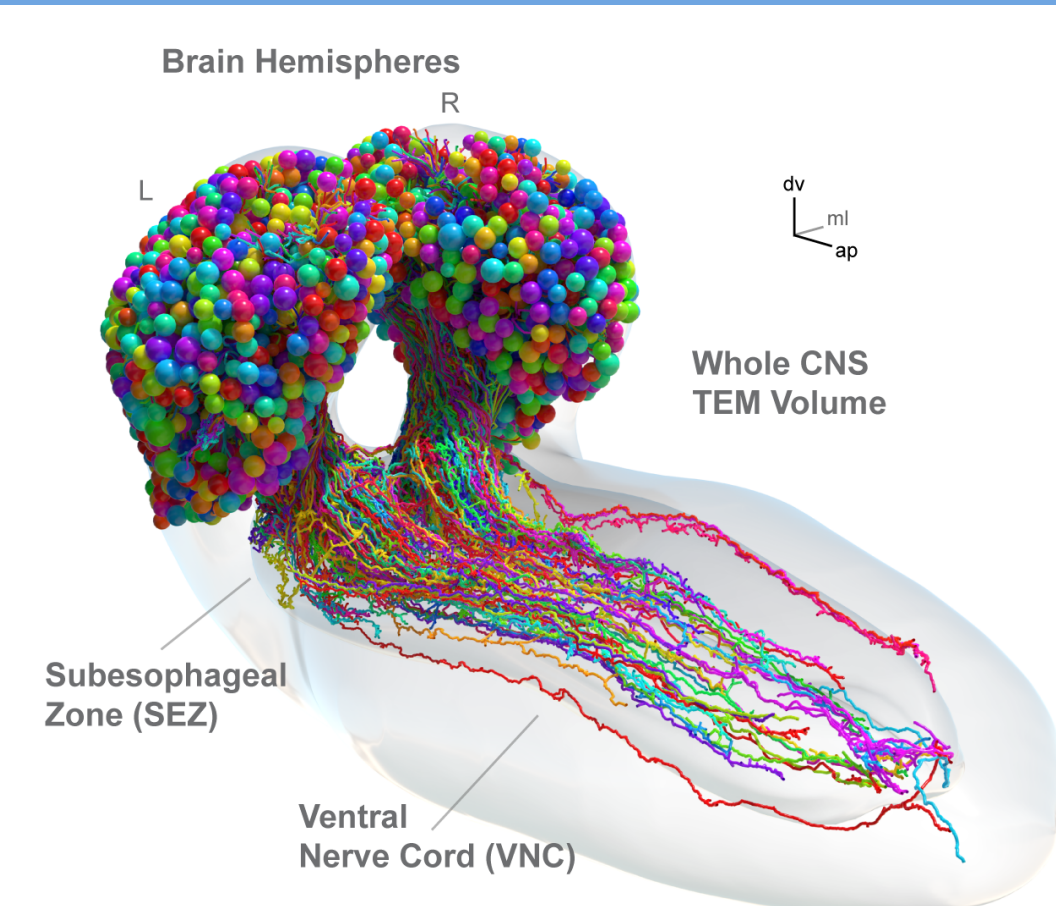 Brain Hemispheres
R
L
dv
ml
ap
Whole CNS
TEM Volume
Subesophageal
Zone (SEZ)
Ventral
Nerve Cord (VNC)